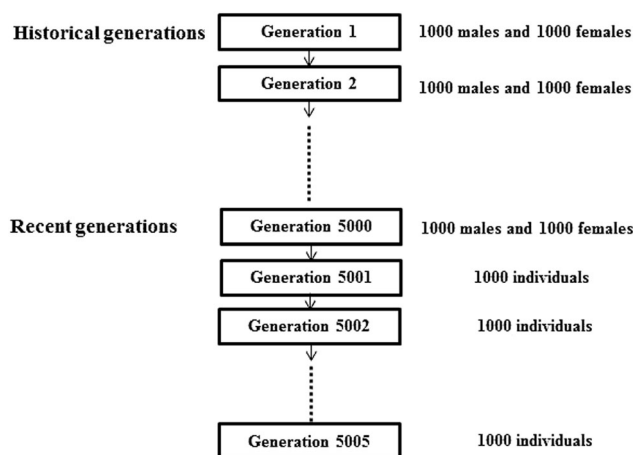 Historical generations Generation 1 1000 males and 1000 females
Generation 2 1000 males and 1000 females
Recent generations Generation 5000 1000 males and 1000 females
Generation 5001 1000 individuals
Generation 5002 1000 individuals
Generation 5005 1000 individuals